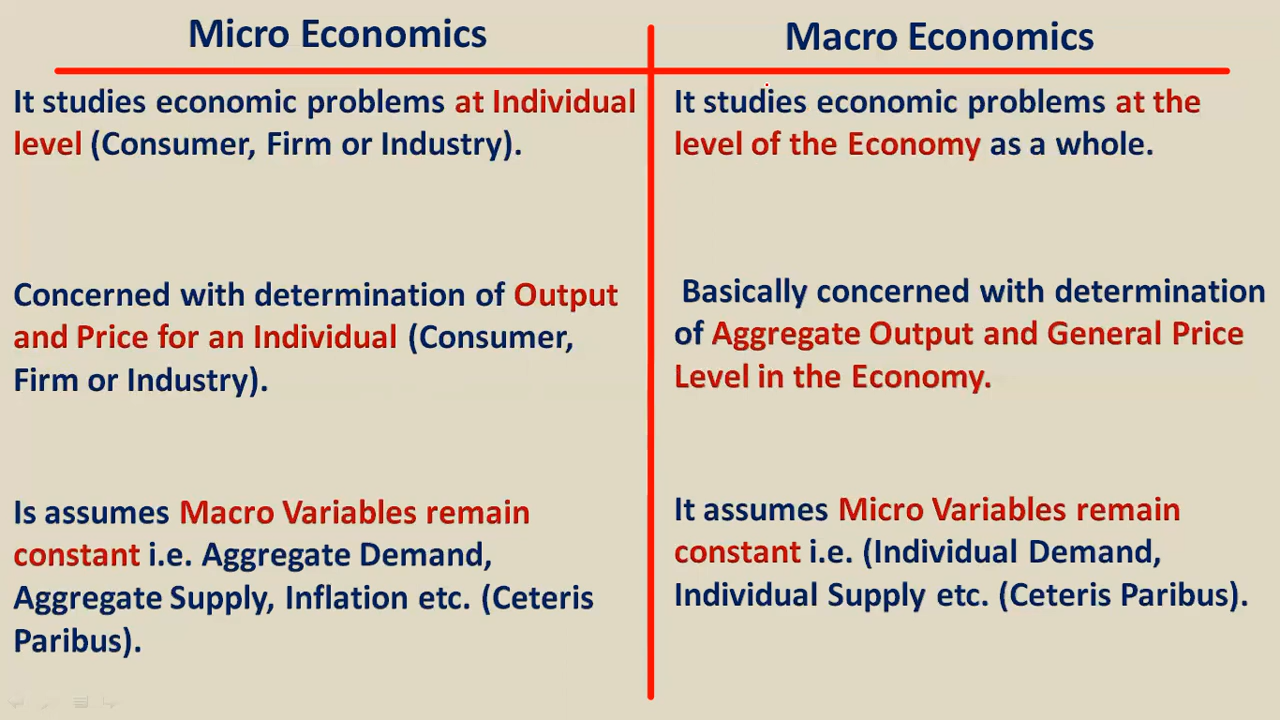 Micro Economics
Macro Economics
It studies economic problems at Individual
level (Consumer, Firm or Industry).
It studies economic problems at the
level of the Economy as a whole.
Concerned with determination of Output
and Price for an Individual (Consumer,
Firm or Industry).
Basically concerned with determination
of Aggregate Output and General Price
Level in the Economy.
Is assumes Macro Variables remain
constant i.e. Aggregate Demand,
Aggregate Supply, Inflation etc. (Ceteris
Paribus).
It assumes Micro Variables remain
constant i.e. (Individual Demand,
Individual Supply etc. (Ceteris Paribus).